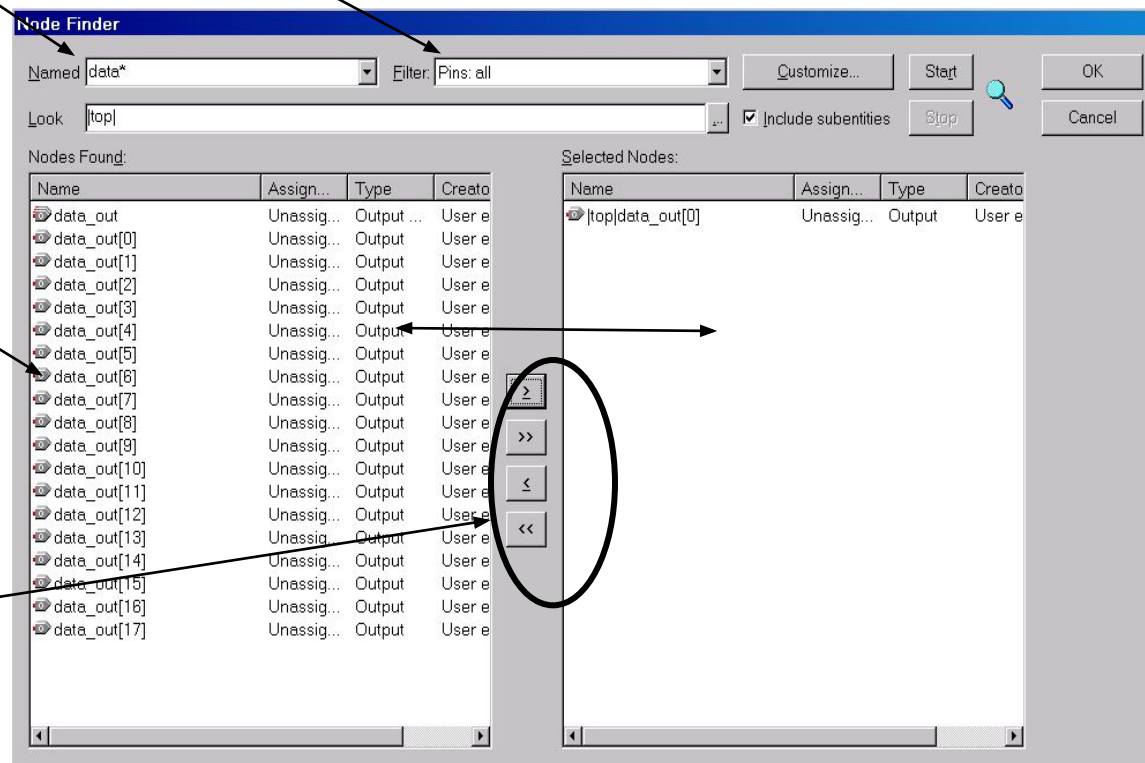 Node Finder
Named data* Filter: Pins: all Customize... Start OK
Look |top| ... Include subentities Stop Cancel
Nodes Found: Selected Nodes:
Name Assign... Type Creato Name Assign... Type Creato
data_out Unassig... Output ... User e |top|data_out[0] Unassig... Output User e
data_out[0] Unassig... Output User e
data_out[1] Unassig... Output User e
data_out[2] Unassig... Output User e
data_out[3] Unassig... Output User e
data_out[4] Unassig... Output User e
data_out[5] Unassig... Output User e
data_out[6] Unassig... Output User e
data_out[7] Unassig... Output User e
>
data_out[8] Unassig... Output User e
data_out[9] Unassig... Output User e
>>
data_out[10] Unassig... Output User e
data_out[11] Unassig... Output User e
<
data_out[12] Unassig... Output User e
data_out[13] Unassig... Output User e
<<
data_out[14] Unassig... Output User e
data_out[15] Unassig... Output User e
data_out[16] Unassig... Output User e
data_out[17] Unassig... Output User e